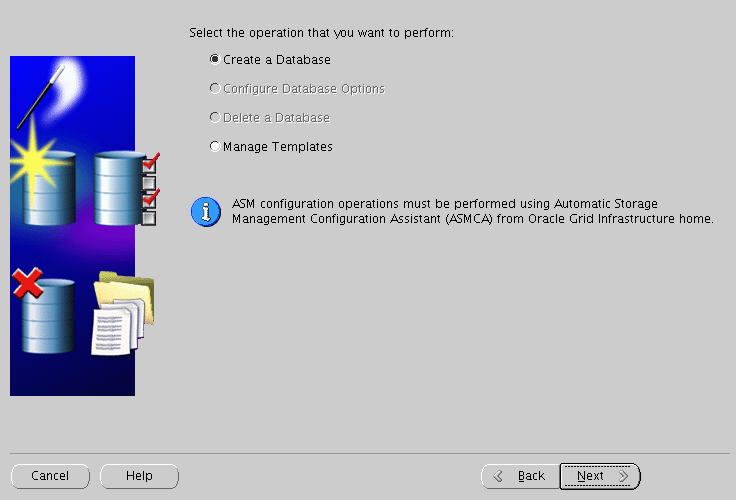 Select the operation that you want to perform:
Create a Database
Configure Database Options
Delete a Database
Manage Templates
ASM configuration operations must be performed using Automatic Storage
Management Configuration Assistant (ASMCA) from Oracle Grid Infrastructure home.
Cancel
Help
Back
Next